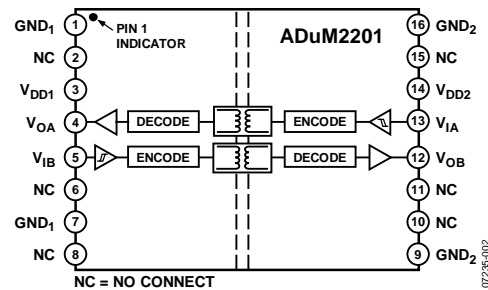 GND1 1 PIN 1 INDICATOR ADuM2201 16 GND2
NC 2 15 NC
VDD1 3 14 VDD2
VOA 4 DECODE ENCODE 13 VIA
VIB 5 ENCODE DECODE 12 VOB
NC 6 11 NC
GND1 7 10 NC
NC 8 9 GND2
NC = NO CONNECT
07235-002